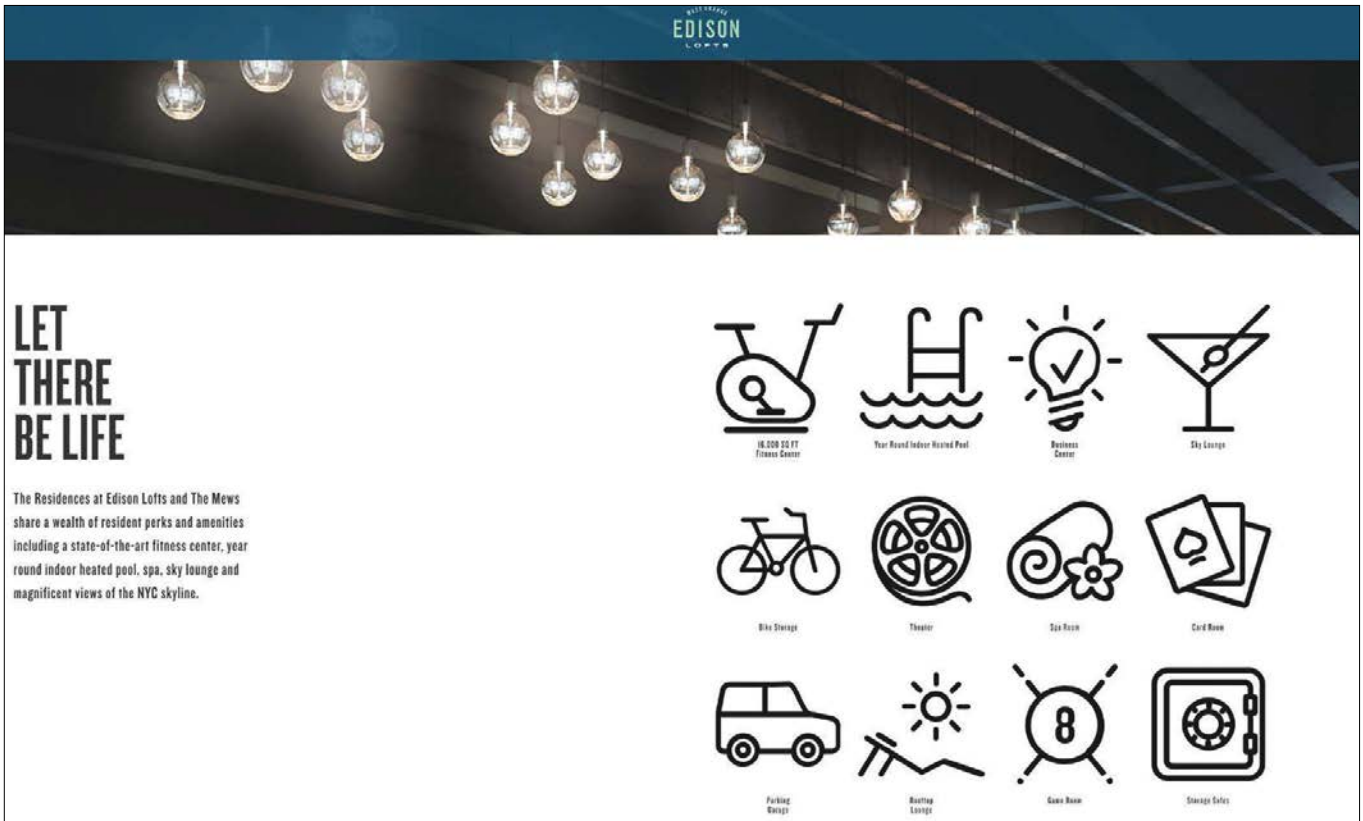 WEST ORANGE
EDISON
LOFTS
LET
THERE
BE LIFE
The Residences at Edison Lofts and The Mews
share a wealth of resident perks and amenities
including a state-of-the-art fitness center, year
round indoor heated pool, spa, sky lounge and
magnificent views of the NYC skyline.
16,000 SQ FT
Fitness Center
Year Round Indoor Heated Pool
Business
Center
Sky Lounge
Bike Storage
Theater
Spa Room
Card Room
Parking
Garage
Rooftop
Lounge
8
Game Room
Storage Safes